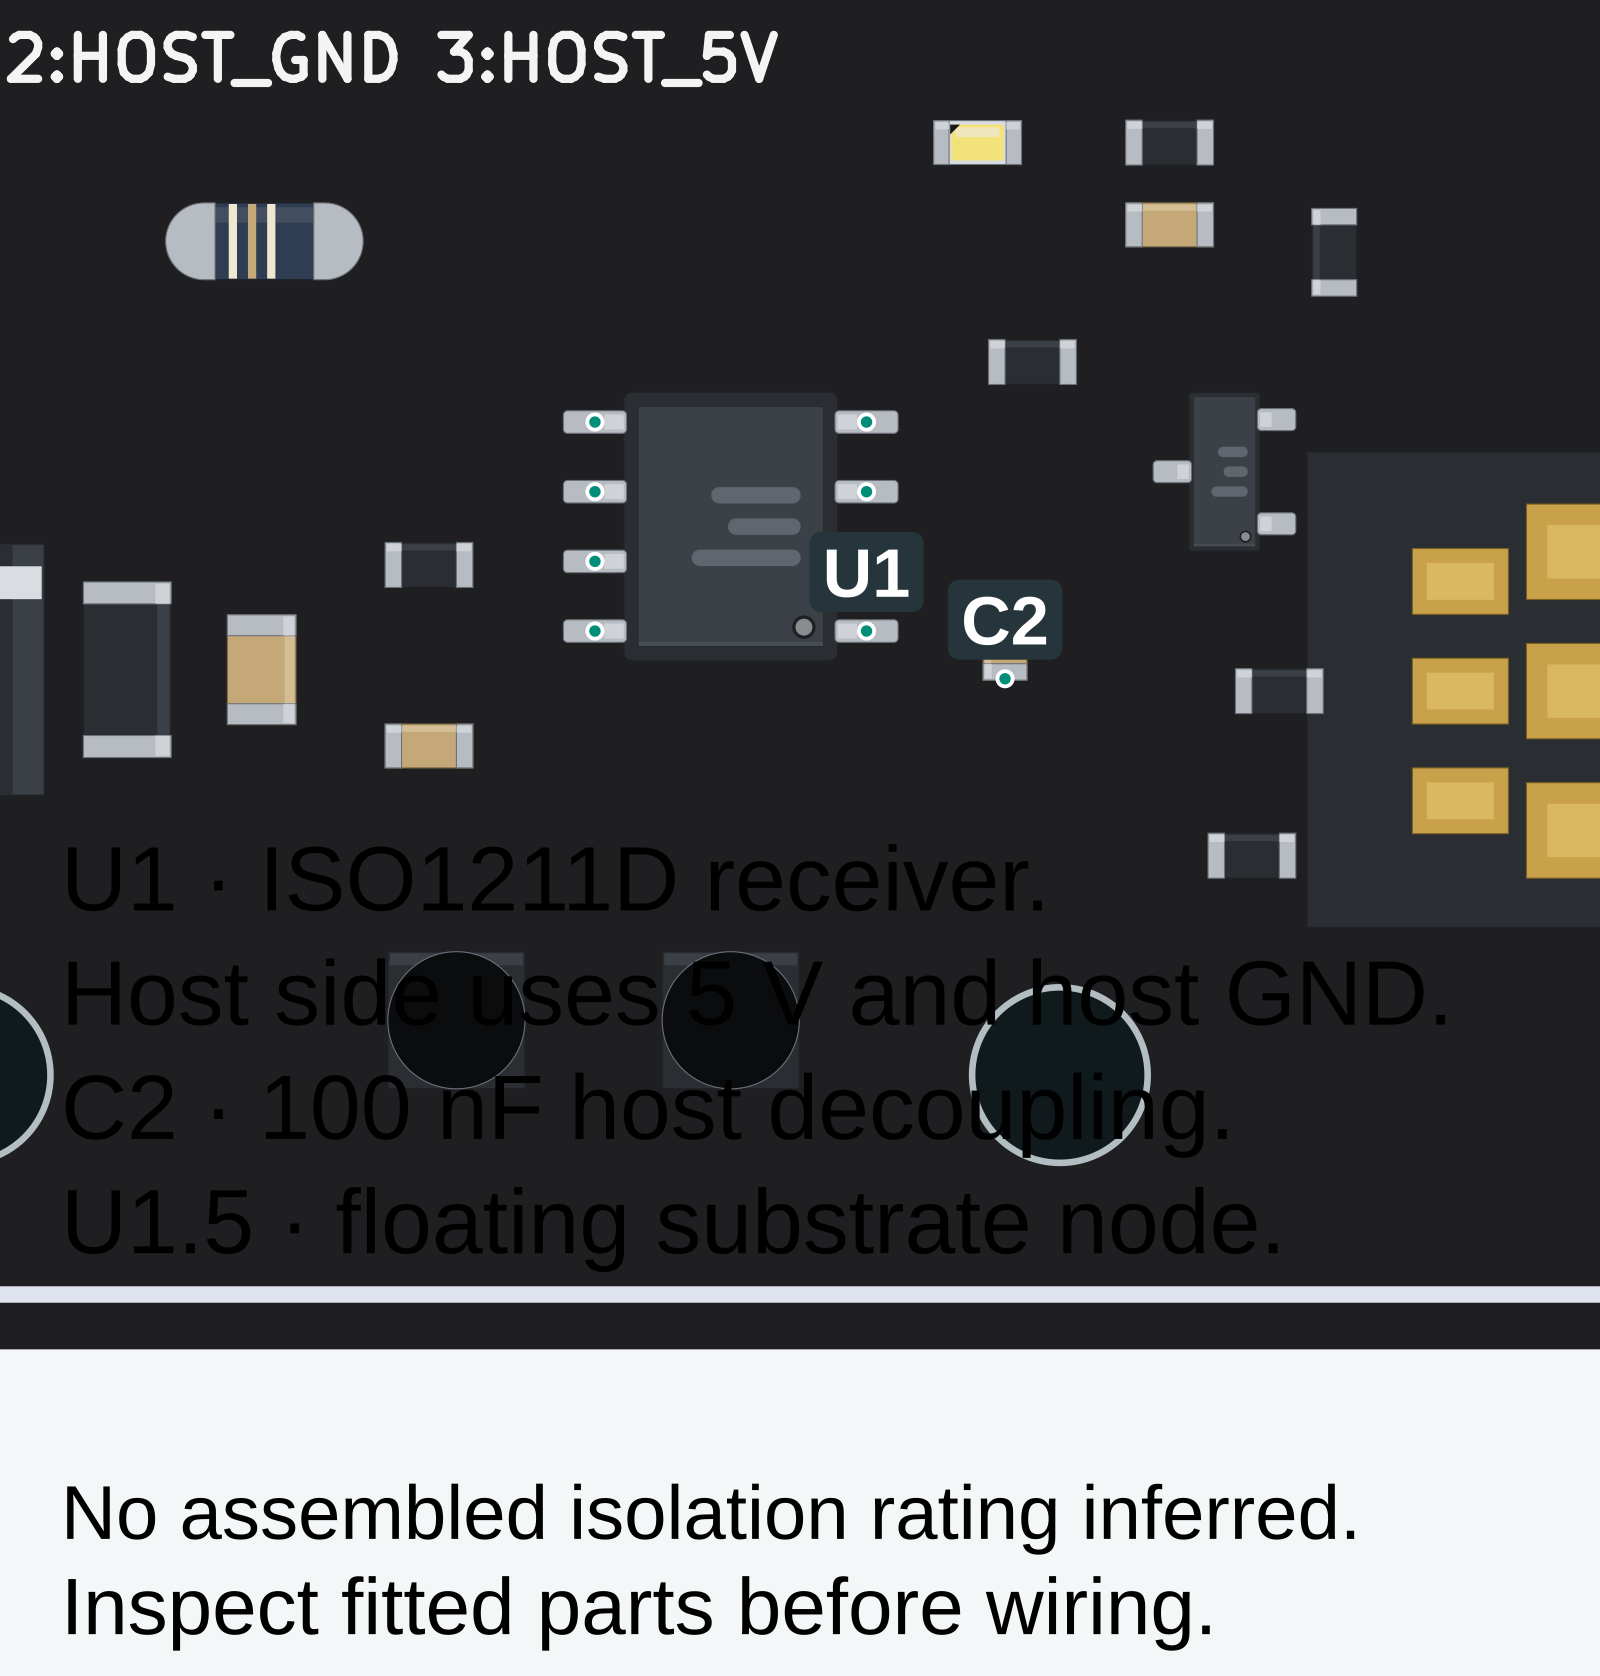 2:HOST_GND 3:HOST_5V
U1
C2
U1 · ISO1211D receiver.
Host side uses 5 V and host GND.
C2 · 100 nF host decoupling.
U1.5 · floating substrate node.
No assembled isolation rating inferred.
Inspect fitted parts before wiring.